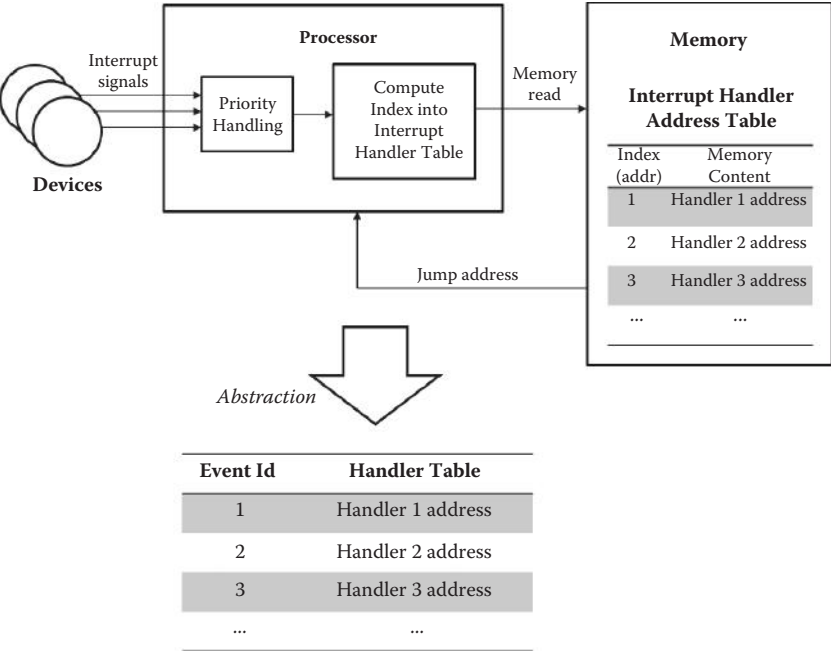 Processor
Interrupt
signals
Devices
Priority
Handling
Compute
Index into
Interrupt
Handler Table
Memory
read
Jump address
Memory
Interrupt Handler
Address Table
Index Memory
(addr) Content
1 Handler 1 address
2 Handler 2 address
3 Handler 3 address
... ...
Abstraction
Event Id Handler Table
1 Handler 1 address
2 Handler 2 address
3 Handler 3 address
... ...